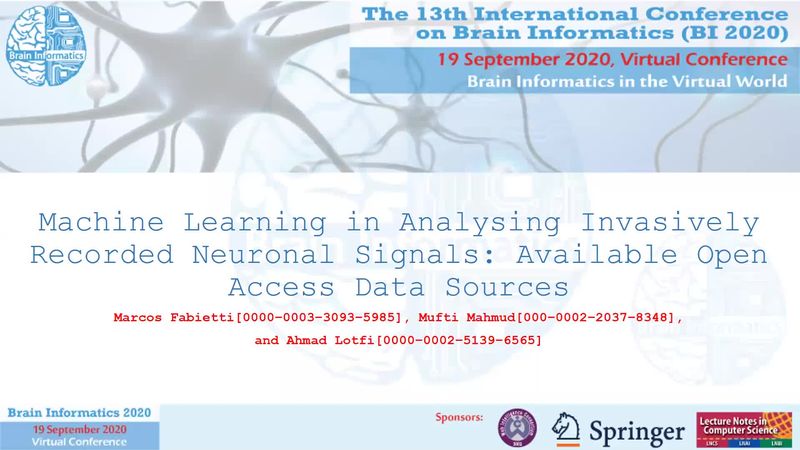 Brain Informatics
The 13th International Conference
on Brain Informatics (BI 2020)
19 September 2020, Virtual Conference
Brain Informatics in the Virtual World
Machine Learning in Analysing Invasively
Recorded Neuronal Signals: Available Open
Access Data Sources
Marcos Fabietti[0000-0003-3093-5985], Mufti Mahmud[000-0002-2037-8348],
and Ahmad Lotfi[0000-0002-5139-6565]
Brain Informatics 2020
19 September 2020
Virtual Conference
Sponsors:
Springer
Lecture Notes in
Computer Science
LNCS LNAI LNBI